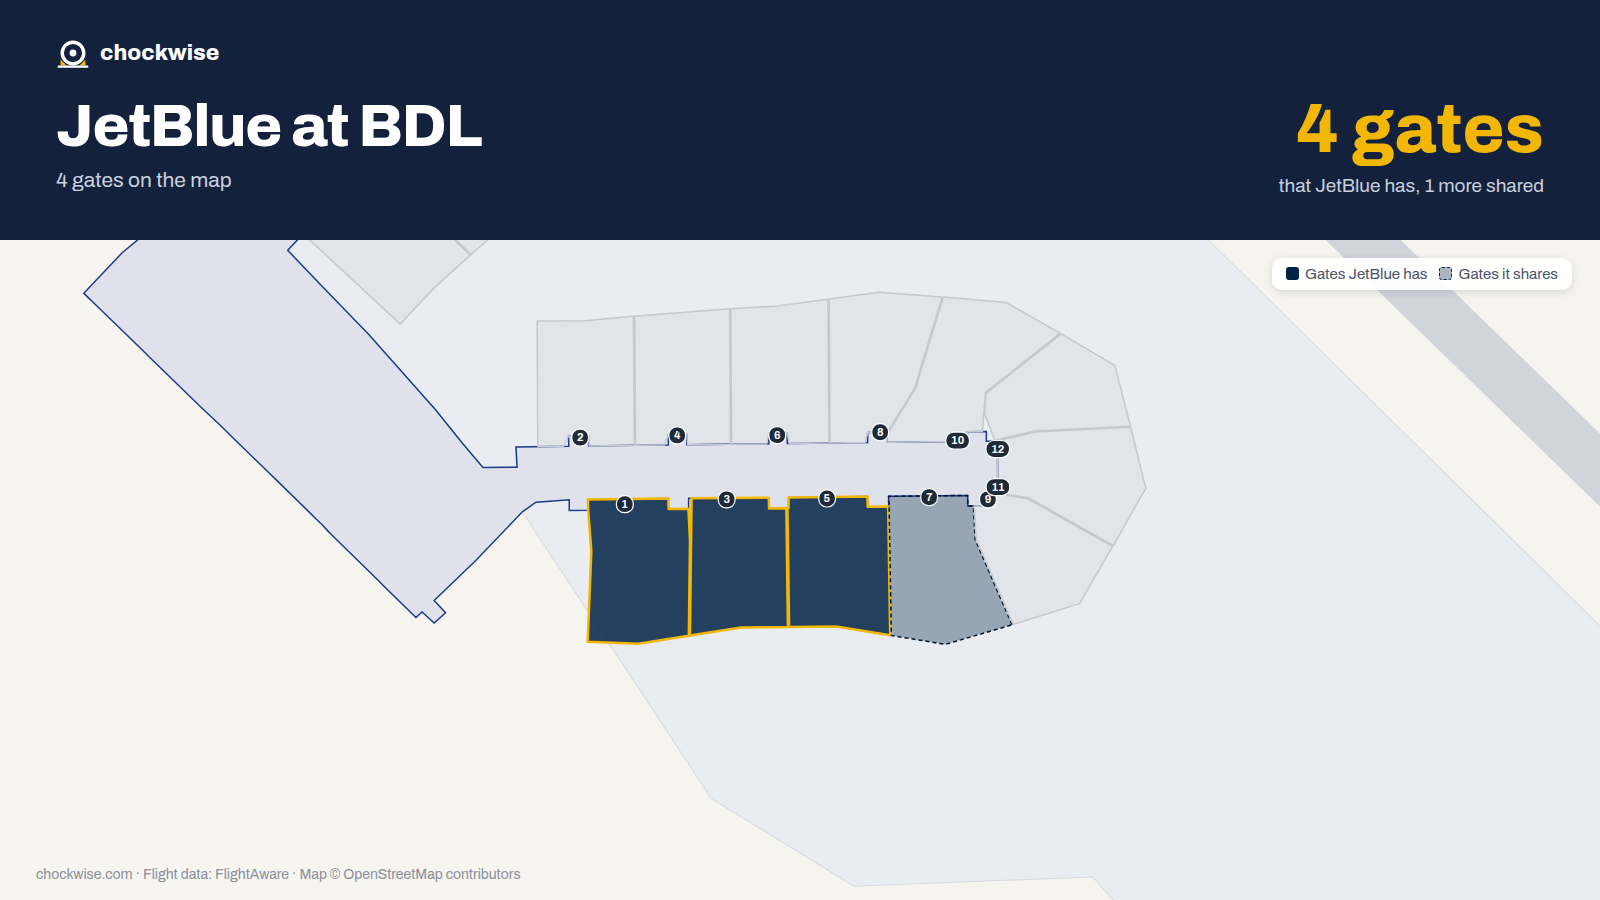 chockwise
JetBlue at BDL
4 gates on the map
4 gates
that JetBlue has, 1 more shared
Gates JetBlue has
Gates it shares
2
4
6
8
10
12
11
9
1
3
5
7
chockwise.com · Flight data: FlightAware · Map © OpenStreetMap contributors